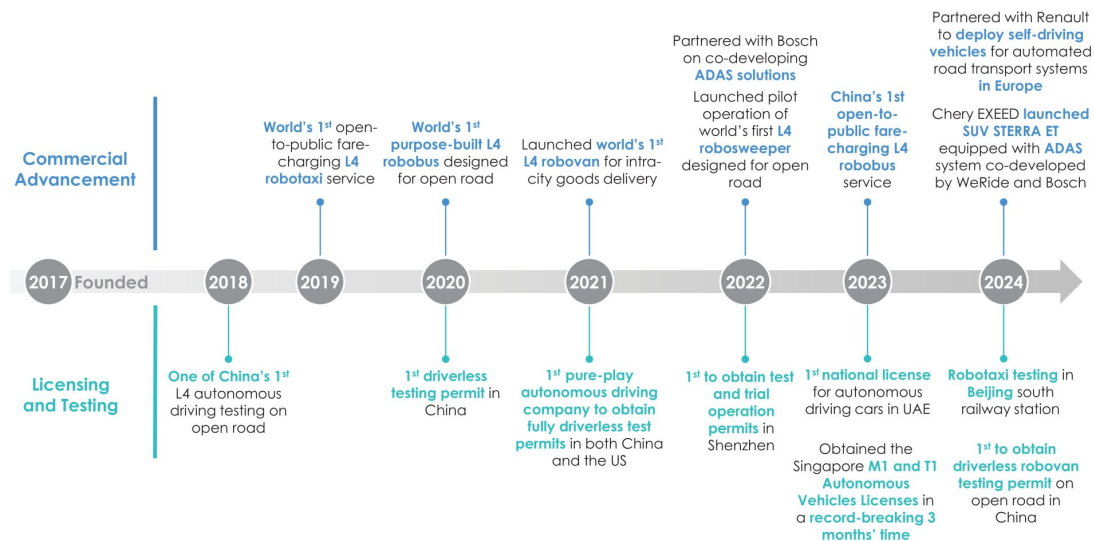 Commercial
Advancement
World's 1st open-
to-public fare-
charging L4
robotaxi service
World's 1st
purpose-built L4
robobus designed
for open road
Launched world's 1st
L4 robovan for intra-
city goods delivery
Partnered with Bosch
on co-developing
ADAS solutions
Launched pilot
operation of
world's first L4
robosweeper
designed for open
road
China's 1st
open-to-
public fare-
charging L4
robobus
service
Partnered with Renault
to deploy self-driving
vehicles for automated
road transport systems
in Europe
Chery EXEED launched
SUV STERRA ET
equipped with ADAS
system co-developed
by WeRide and Bosch
2017 Founded 2018 2019 2020 2021 2022 2023 2024
Licensing
and Testing
One of China's 1st
L4 autonomous
driving testing on
open road
1st driverless
testing permit in
China
1st pure-play
autonomous driving
company to obtain
fully driverless test
permits in both China
and the US
1st to obtain test
and trial
operation
permits in
Shenzhen
1st national license
for autonomous
driving cars in UAE
Obtained the
Singapore M1 and T1
Autonomous
Vehicles Licenses in
a record-breaking 3
months' time
Robotaxi testing in
Beijing south
railway station
1st to obtain
driverless robovan
testing permit on
open road in
China